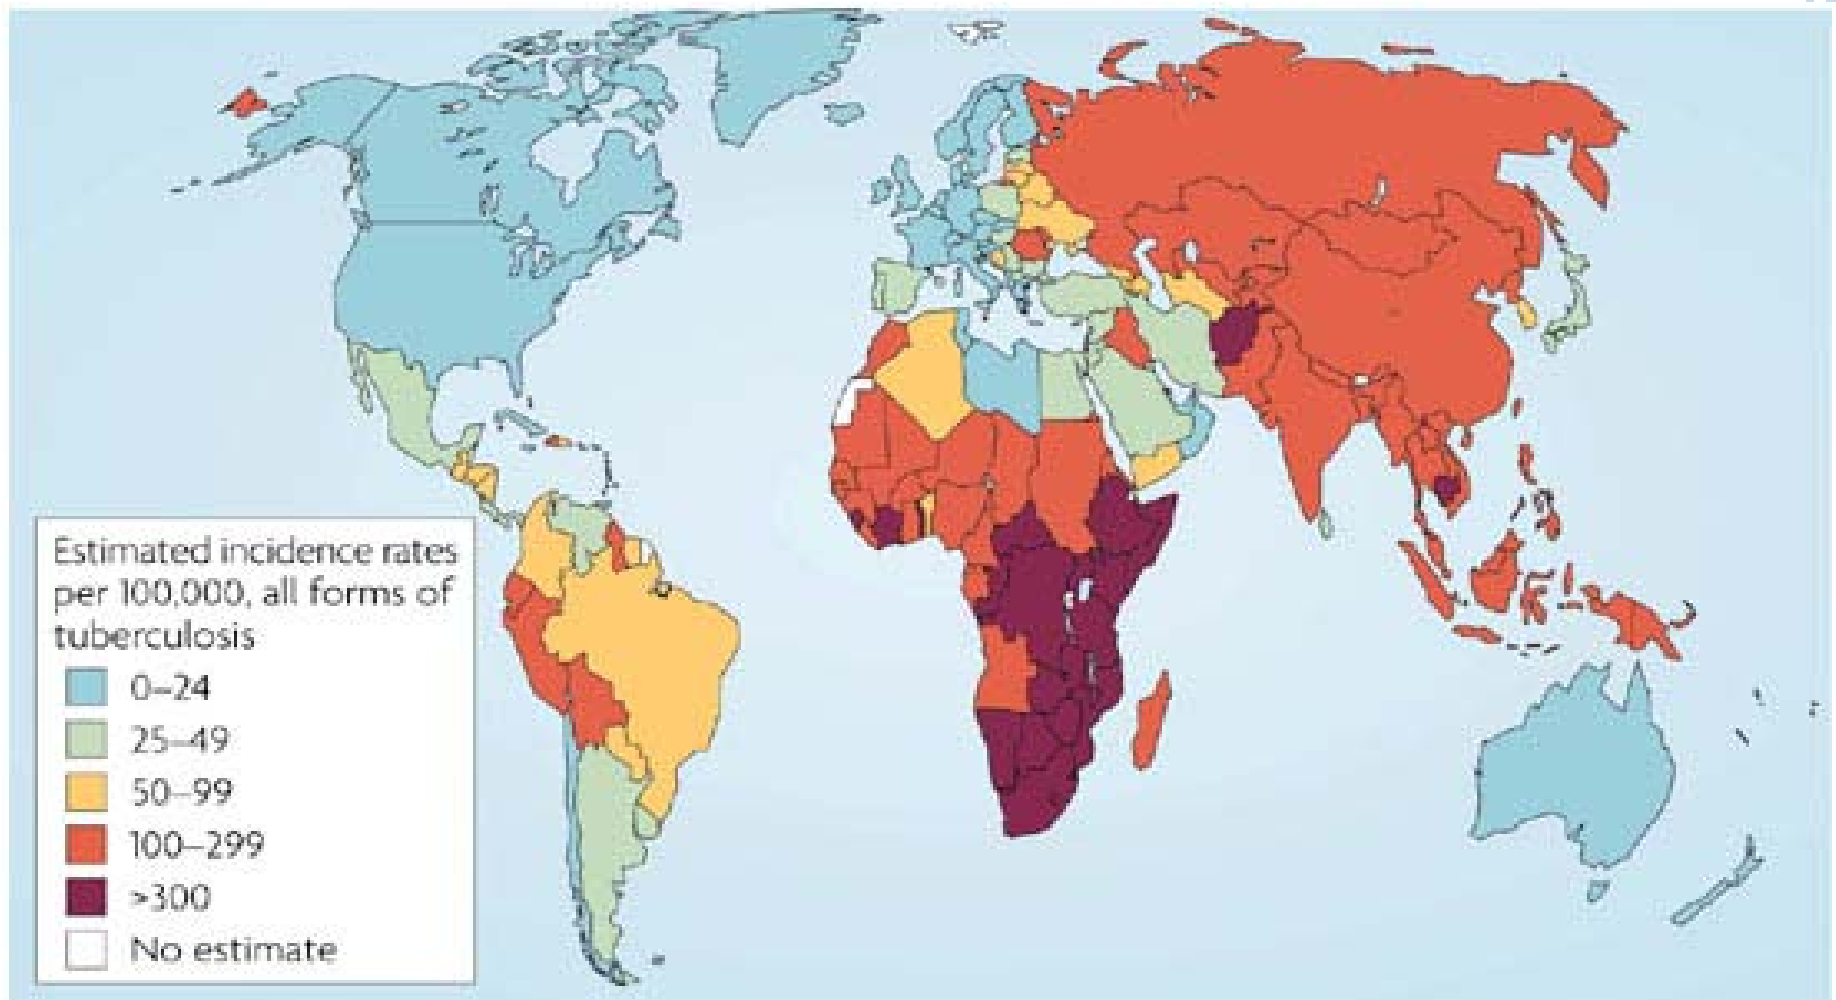 Estimated incidence rates
per 100,000, all forms of
tuberculosis
0–24
25–49
50–99
100–299
>300
No estimate